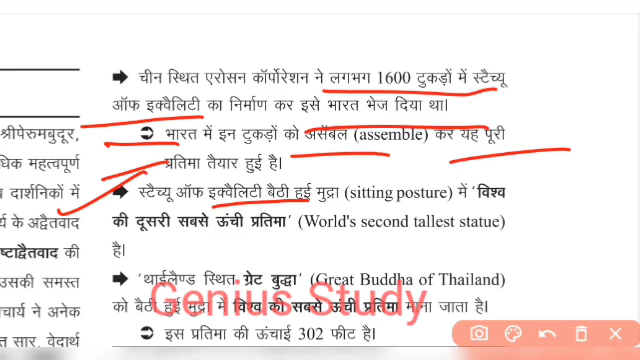 ➡ चीन स्थित एरोसन कॉर्पोरेशन ने लगभग 1600 टुकड़ों में स्टैच्यू
ऑफ इक्वैलिटी का निर्माण कर इसे भारत भेज दिया था।
➲ भारत में इन टुकड़ों को असेंबल (assemble) कर यह पूरी
प्रतिमा तैयार हुई है।
➡ स्टैच्यू ऑफ इक्वैलिटी बैठी हुई मुद्रा (sitting posture) में 'विश्व
की दूसरी सबसे ऊंची प्रतिमा' (World's second tallest statue)
है।
➡ 'थाईलैण्ड स्थित ग्रेट बुद्धा' (Great Buddha of Thailand)
को बैठी हुई मुद्रा में विश्व की सबसे ऊंची प्रतिमा माना जाता है।
➲ इस प्रतिमा की ऊंचाई 302 फीट है।
श्रीपेरुमबुदूर,
महत्वपूर्ण
दार्शनिकों में
के अद्वैतवाद
की
उसकी समस्त
ने अनेक
सार, वेदार्थ
Genius Study